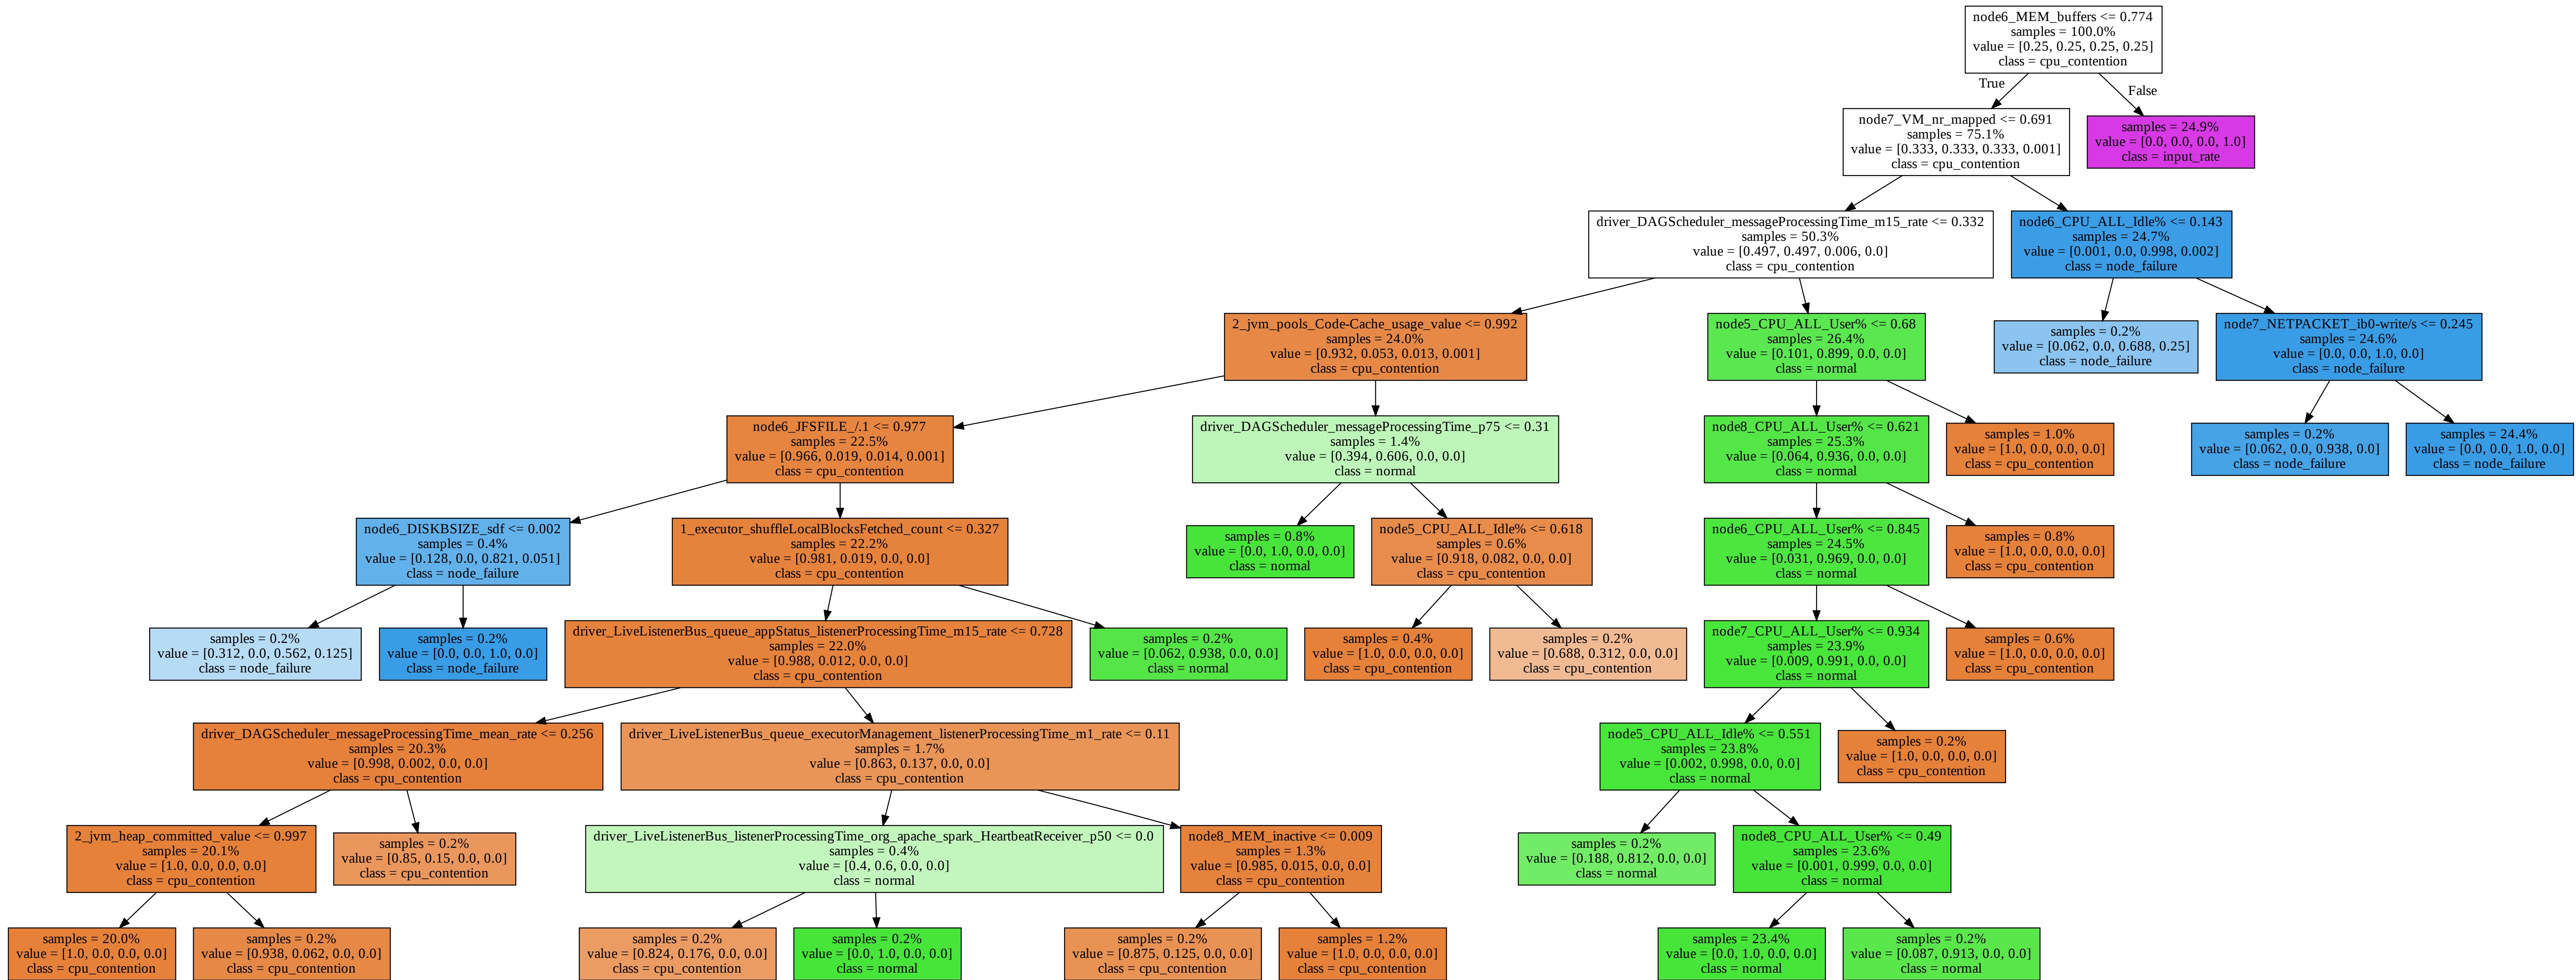 node6_MEM_buffers <= 0.774
samples = 100.0%
value = [0.25, 0.25, 0.25, 0.25]
class = cpu_contention
True
False
node7_VM_nr_mapped <= 0.691
samples = 75.1%
value = [0.333, 0.333, 0.333, 0.001]
class = cpu_contention
samples = 24.9%
value = [0.0, 0.0, 0.0, 1.0]
class = input_rate
driver_DAGScheduler_messageProcessingTime_m15_rate <= 0.332
samples = 50.3%
value = [0.497, 0.497, 0.006, 0.0]
class = cpu_contention
node6_CPU_ALL_Idle% <= 0.143
samples = 24.7%
value = [0.001, 0.0, 0.998, 0.002]
class = node_failure
2_jvm_pools_Code-Cache_usage_value <= 0.992
samples = 24.0%
value = [0.932, 0.053, 0.013, 0.001]
class = cpu_contention
node5_CPU_ALL_User% <= 0.68
samples = 26.4%
value = [0.101, 0.899, 0.0, 0.0]
class = normal
samples = 0.2%
value = [0.062, 0.0, 0.688, 0.25]
class = node_failure
node7_NETPACKET_ib0-write/s <= 0.245
samples = 24.6%
value = [0.0, 0.0, 1.0, 0.0]
class = node_failure
node6_JFSFILE_/.1 <= 0.977
samples = 22.5%
value = [0.966, 0.019, 0.014, 0.001]
class = cpu_contention
driver_DAGScheduler_messageProcessingTime_p75 <= 0.31
samples = 1.4%
value = [0.394, 0.606, 0.0, 0.0]
class = normal
node8_CPU_ALL_User% <= 0.621
samples = 25.3%
value = [0.064, 0.936, 0.0, 0.0]
class = normal
samples = 1.0%
value = [1.0, 0.0, 0.0, 0.0]
class = cpu_contention
samples = 0.2%
value = [0.062, 0.0, 0.938, 0.0]
class = node_failure
samples = 24.4%
value = [0.0, 0.0, 1.0, 0.0]
class = node_failure
node6_DISKBSIZE_sdf <= 0.002
samples = 0.4%
value = [0.128, 0.0, 0.821, 0.051]
class = node_failure
1_executor_shuffleLocalBlocksFetched_count <= 0.327
samples = 22.2%
value = [0.981, 0.019, 0.0, 0.0]
class = cpu_contention
samples = 0.8%
value = [0.0, 1.0, 0.0, 0.0]
class = normal
node5_CPU_ALL_Idle% <= 0.618
samples = 0.6%
value = [0.918, 0.082, 0.0, 0.0]
class = cpu_contention
node6_CPU_ALL_User% <= 0.845
samples = 24.5%
value = [0.031, 0.969, 0.0, 0.0]
class = normal
samples = 0.8%
value = [1.0, 0.0, 0.0, 0.0]
class = cpu_contention
samples = 0.2%
value = [0.312, 0.0, 0.562, 0.125]
class = node_failure
samples = 0.2%
value = [0.0, 0.0, 1.0, 0.0]
class = node_failure
driver_LiveListenerBus_queue_appStatus_listenerProcessingTime_m15_rate <= 0.728
samples = 22.0%
value = [0.988, 0.012, 0.0, 0.0]
class = cpu_contention
samples = 0.2%
value = [0.062, 0.938, 0.0, 0.0]
class = normal
samples = 0.4%
value = [1.0, 0.0, 0.0, 0.0]
class = cpu_contention
samples = 0.2%
value = [0.688, 0.312, 0.0, 0.0]
class = cpu_contention
node7_CPU_ALL_User% <= 0.934
samples = 23.9%
value = [0.009, 0.991, 0.0, 0.0]
class = normal
samples = 0.6%
value = [1.0, 0.0, 0.0, 0.0]
class = cpu_contention
driver_DAGScheduler_messageProcessingTime_mean_rate <= 0.256
samples = 20.3%
value = [0.998, 0.002, 0.0, 0.0]
class = cpu_contention
driver_LiveListenerBus_queue_executorManagement_listenerProcessingTime_m1_rate <= 0.11
samples = 1.7%
value = [0.863, 0.137, 0.0, 0.0]
class = cpu_contention
node5_CPU_ALL_Idle% <= 0.551
samples = 23.8%
value = [0.002, 0.998, 0.0, 0.0]
class = normal
samples = 0.2%
value = [1.0, 0.0, 0.0, 0.0]
class = cpu_contention
2_jvm_heap_committed_value <= 0.997
samples = 20.1%
value = [1.0, 0.0, 0.0, 0.0]
class = cpu_contention
samples = 0.2%
value = [0.85, 0.15, 0.0, 0.0]
class = cpu_contention
driver_LiveListenerBus_listenerProcessingTime_org_apache_spark_HeartbeatReceiver_p50 <= 0.0
samples = 0.4%
value = [0.4, 0.6, 0.0, 0.0]
class = normal
node8_MEM_inactive <= 0.009
samples = 1.3%
value = [0.985, 0.015, 0.0, 0.0]
class = cpu_contention
samples = 0.2%
value = [0.188, 0.812, 0.0, 0.0]
class = normal
node8_CPU_ALL_User% <= 0.49
samples = 23.6%
value = [0.001, 0.999, 0.0, 0.0]
class = normal
samples = 20.0%
value = [1.0, 0.0, 0.0, 0.0]
class = cpu_contention
samples = 0.2%
value = [0.938, 0.062, 0.0, 0.0]
class = cpu_contention
samples = 0.2%
value = [0.824, 0.176, 0.0, 0.0]
class = cpu_contention
samples = 0.2%
value = [0.0, 1.0, 0.0, 0.0]
class = normal
samples = 0.2%
value = [0.875, 0.125, 0.0, 0.0]
class = cpu_contention
samples = 1.2%
value = [1.0, 0.0, 0.0, 0.0]
class = cpu_contention
samples = 23.4%
value = [0.0, 1.0, 0.0, 0.0]
class = normal
samples = 0.2%
value = [0.087, 0.913, 0.0, 0.0]
class = normal